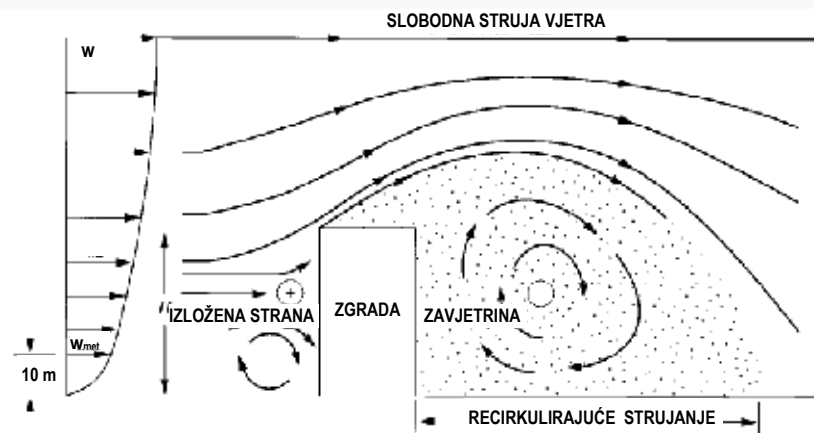 SLOBODNA STRUJA VJETRA
W
IZLOŽENA STRANA
ZGRADA
ZAVJETRINA
Wmet
10 m
RECIRKULIRAJUĆE STRUJANJE